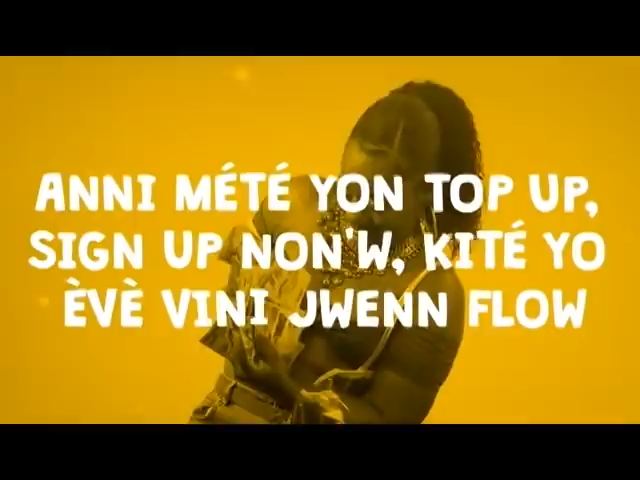 ANNI MÉTÉ YON TOP UP,
SIGN UP NON'W, KITÉ YO
ÈVÈ VINI JWENN FLOW